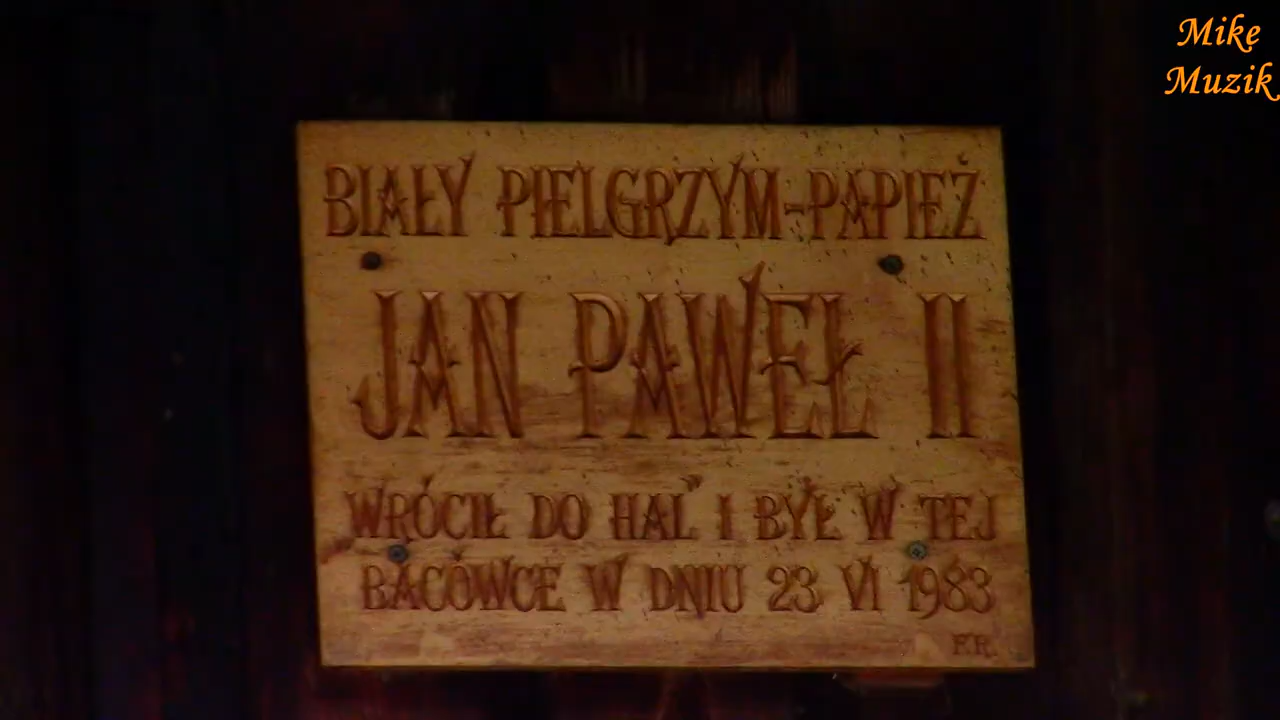 Mike
Muzik
BIAŁY PIELGRZYM-PAPIEŻ
JAN PAWEŁ II
WRÓCIŁ DO HAL I BYŁ W TEJ
BACÓWCE W DNIU 23 VI 1983
F.R.